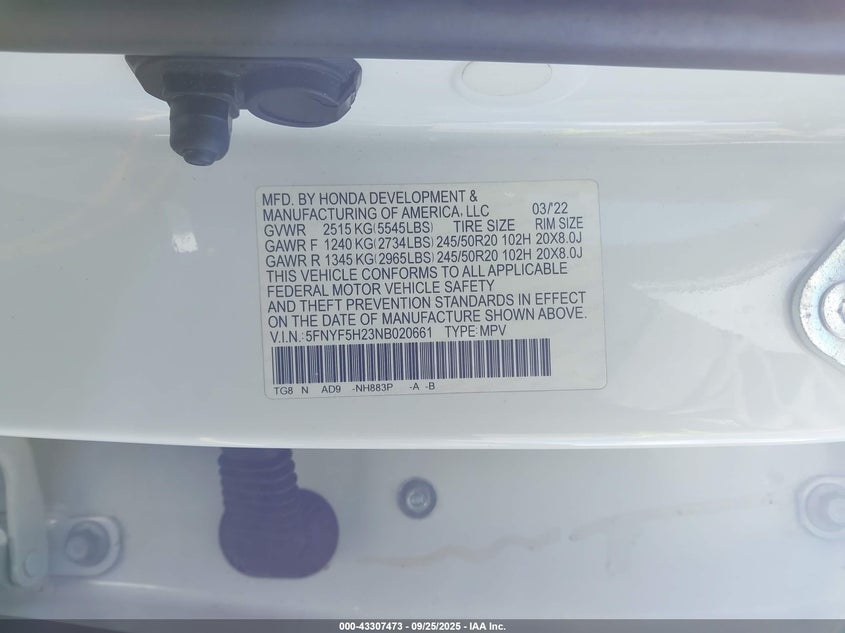 MFD. BY HONDA DEVELOPMENT &
MANUFACTURING OF AMERICA, LLC 03/'22
GVWR 2515 KG(5545LBS) TIRE SIZE RIM SIZE
GAWR F 1240 KG(2734LBS) 245/50R20 102H 20X8.0J
GAWR R 1345 KG(2965LBS) 245/50R20 102H 20X8.0J
THIS VEHICLE CONFORMS TO ALL APPLICABLE
FEDERAL MOTOR VEHICLE SAFETY
AND THEFT PREVENTION STANDARDS IN EFFECT
ON THE DATE OF MANUFACTURE SHOWN ABOVE.
V.I.N.:5FNYF5H23NB020661 TYPE:MPV
TG8 N AD9 -NH883P -A -B
000-43307473 - 09/25/2025 - IAA Inc.